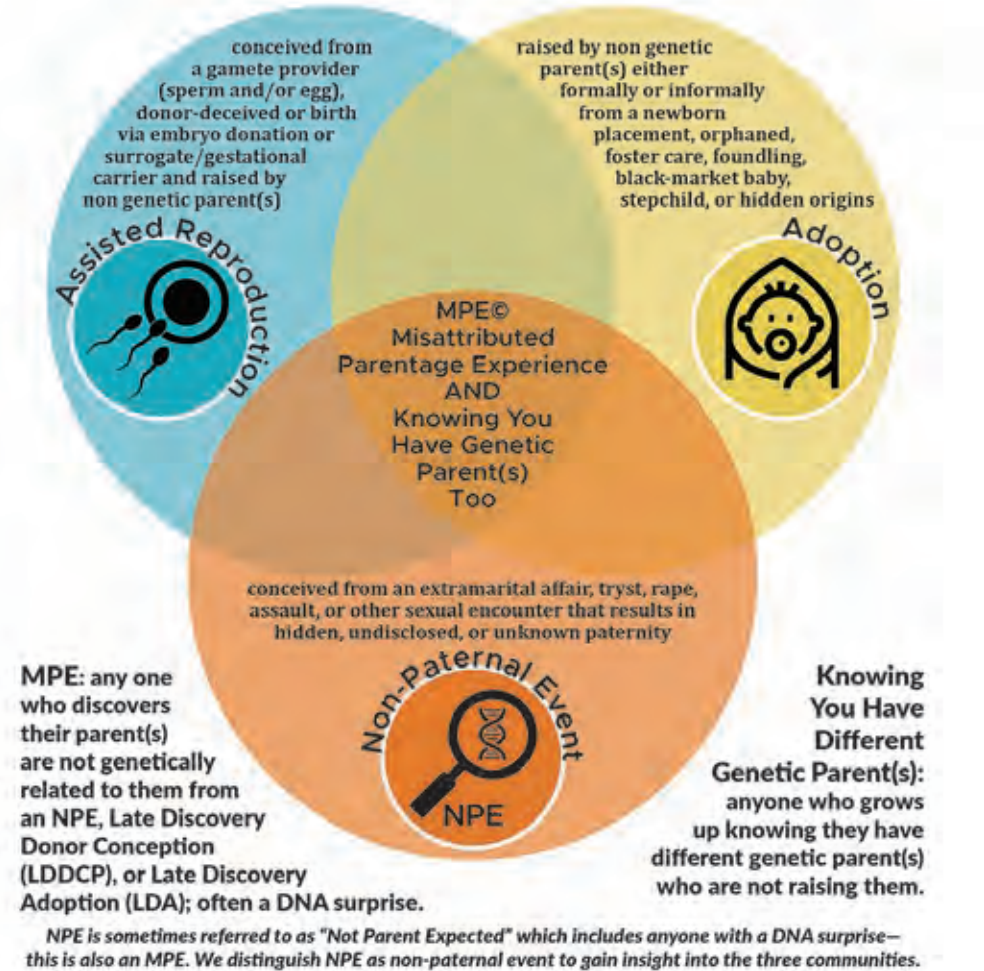 conceived from
a gamete provider
(sperm and/or egg),
donor-deceived or birth
via embryo donation or
surrogate/gestational
carrier and raised by
non genetic parent(s)
Assisted Reproduction
raised by non genetic
parent(s) either
formally or informally
from a newborn
placement, orphaned,
foster care, foundling,
black-market baby,
stepchild, or hidden origins
Adoption
MPE©
Misattributed
Parentage Experience
AND
Knowing You
Have Genetic
Parent(s)
Too
conceived from an extramarital affair, tryst, rape,
assault, or other sexual encounter that results in
hidden, undisclosed, or unknown paternity
Non-Paternal Event
NPE
MPE: any one
who discovers
their parent(s)
are not genetically
related to them from
an NPE, Late Discovery
Donor Conception
(LDDCP), or Late Discovery
Adoption (LDA); often a DNA surprise.
Knowing
You Have
Different
Genetic Parent(s):
anyone who grows
up knowing they have
different genetic parent(s)
who are not raising them.
NPE is sometimes referred to as "Not Parent Expected" which includes anyone with a DNA surprise—
this is also an MPE. We distinguish NPE as non-paternal event to gain insight into the three communities.